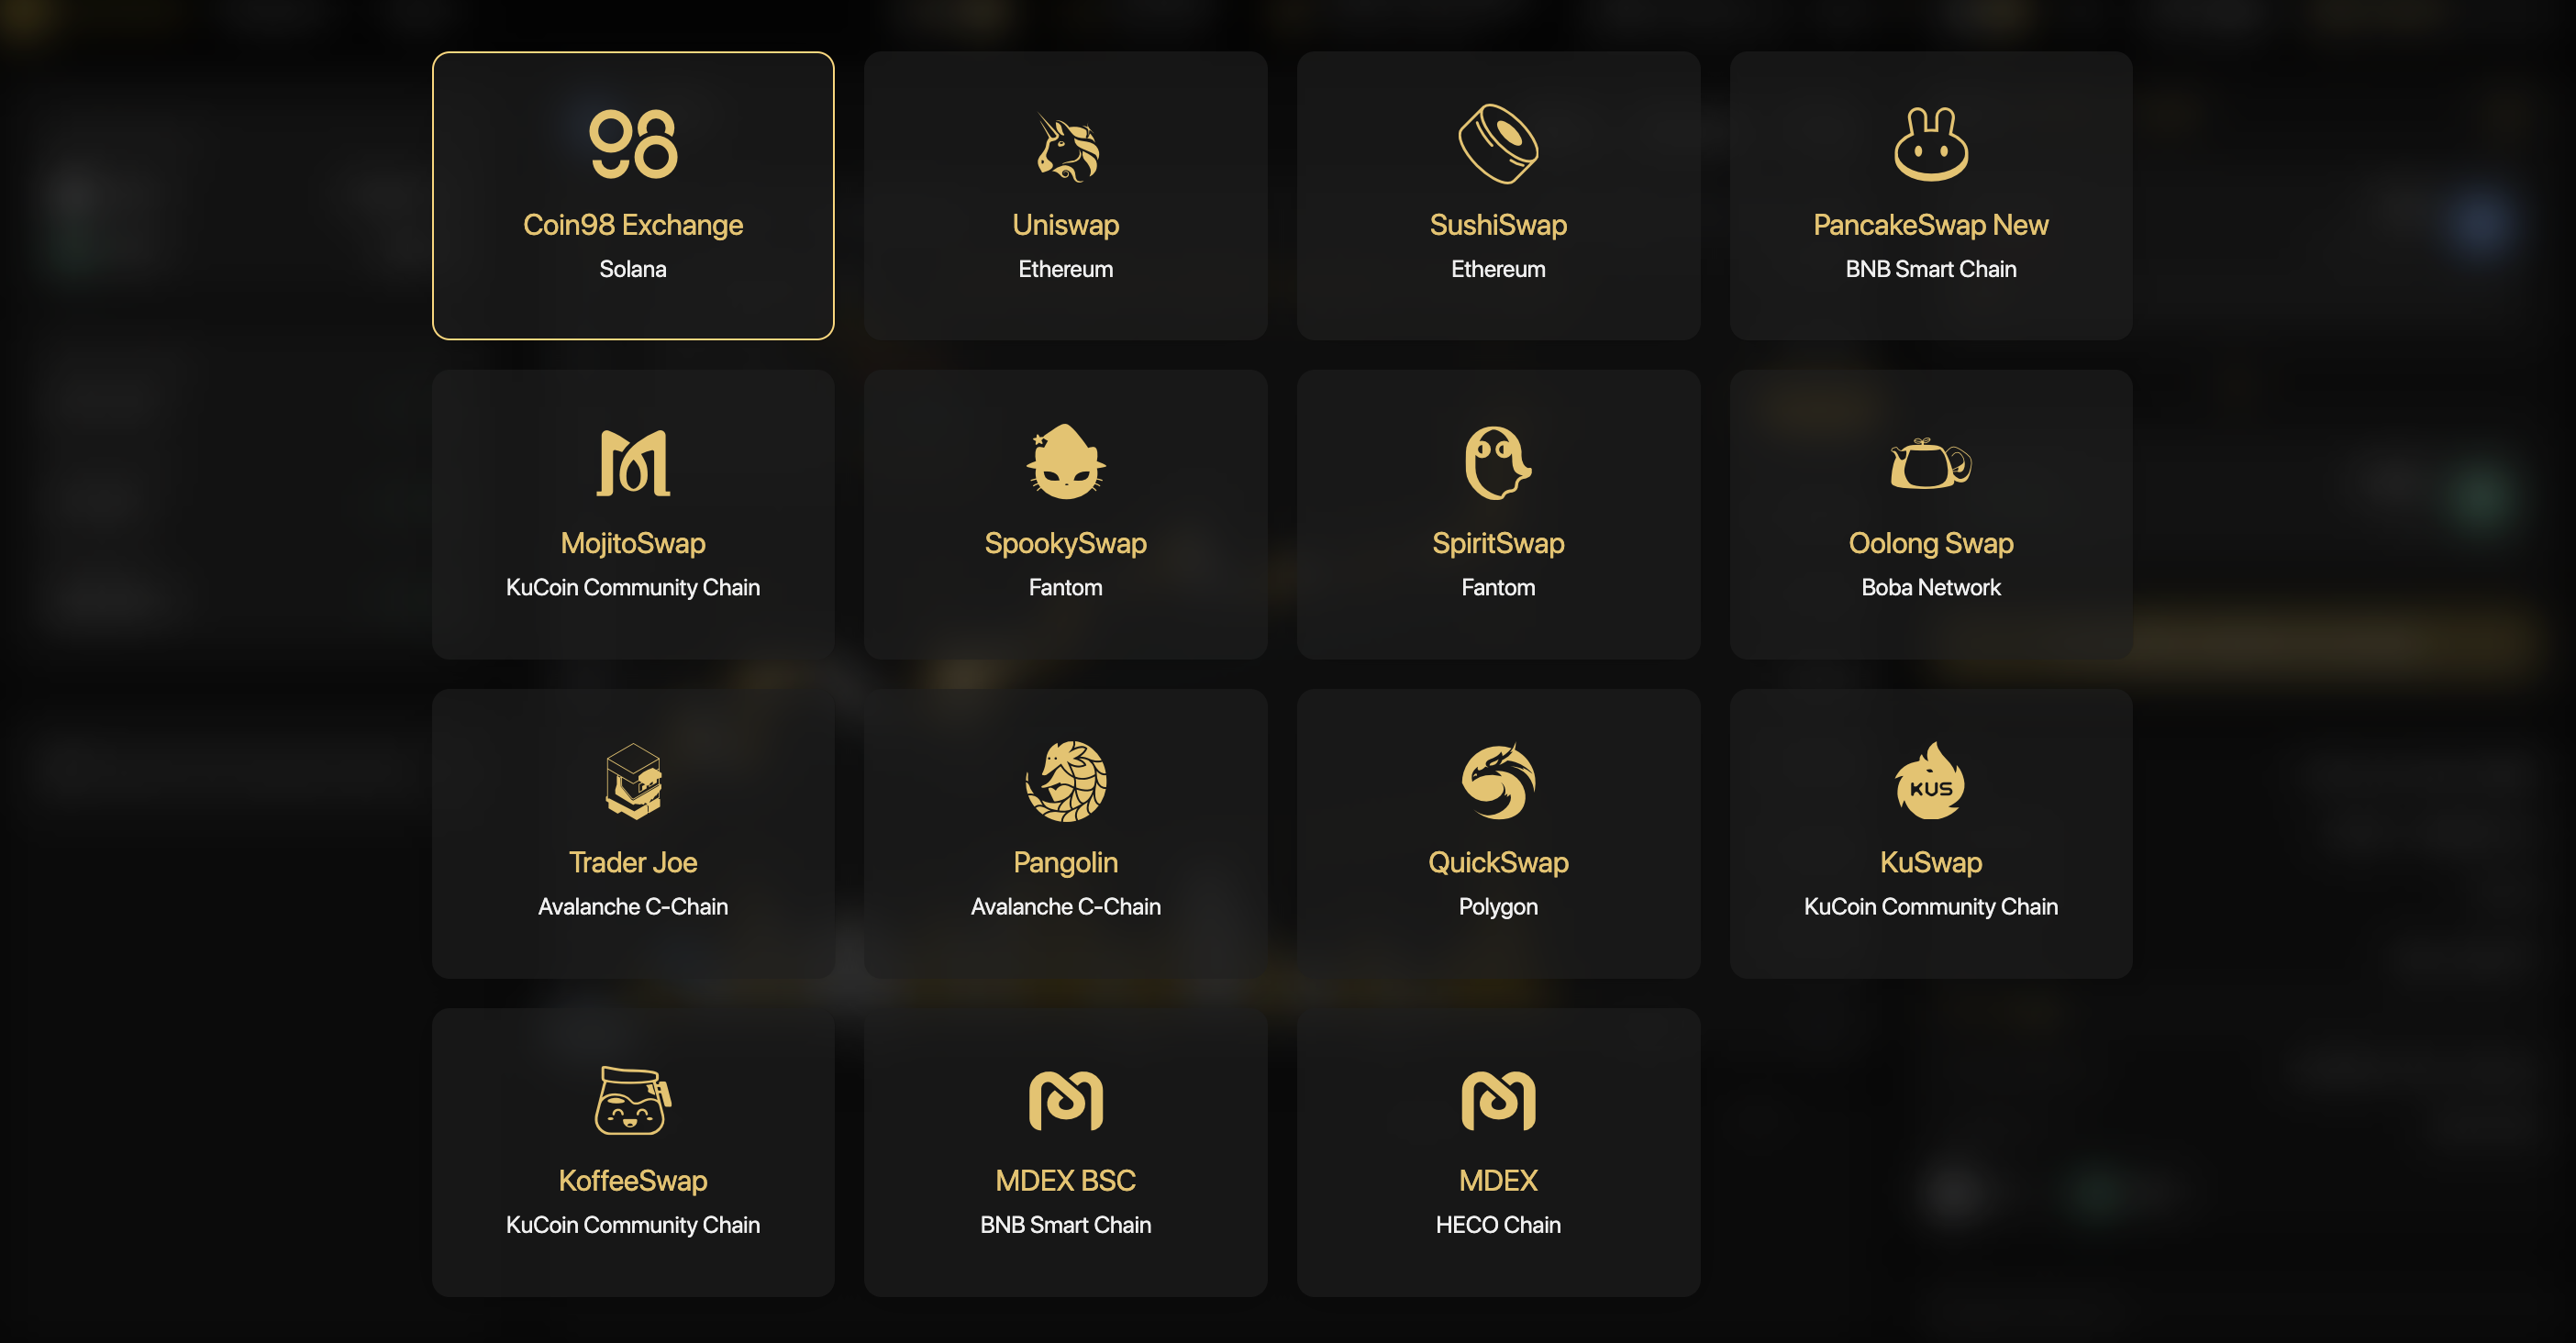 98
Coin98 Exchange
Solana
Uniswap
Ethereum
SushiSwap
Ethereum
PancakeSwap New
BNB Smart Chain
MojitoSwap
KuCoin Community Chain
SpookySwap
Fantom
SpiritSwap
Fantom
Oolong Swap
Boba Network
Trader Joe
Avalanche C-Chain
Pangolin
Avalanche C-Chain
QuickSwap
Polygon
KUS
KuSwap
KuCoin Community Chain
KoffeeSwap
KuCoin Community Chain
MDEX BSC
BNB Smart Chain
MDEX
HECO Chain